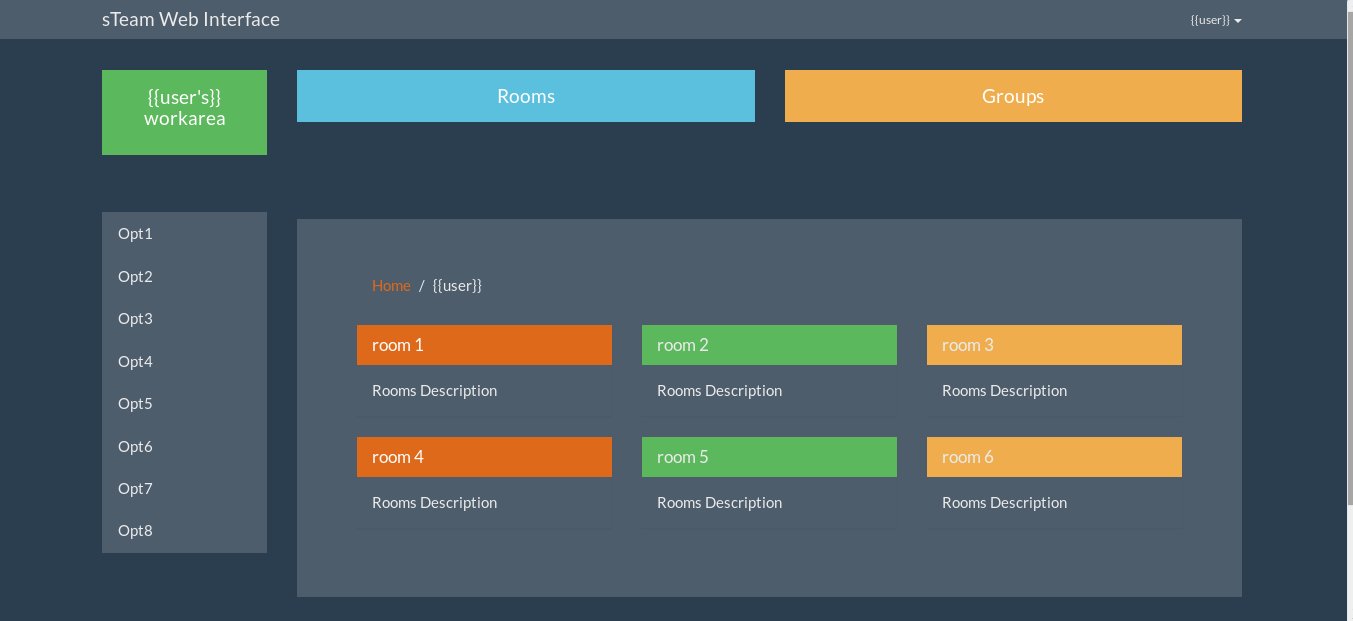 sTeam Web Interface
{{user}}
{{user's}}
workarea
Rooms
Groups
Opt1
Opt2
Opt3
Opt4
Opt5
Opt6
Opt7
Opt8
Home / {{user}}
room 1
room 2
room 3
Rooms Description
Rooms Description
Rooms Description
room 4
room 5
room 6
Rooms Description
Rooms Description
Rooms Description